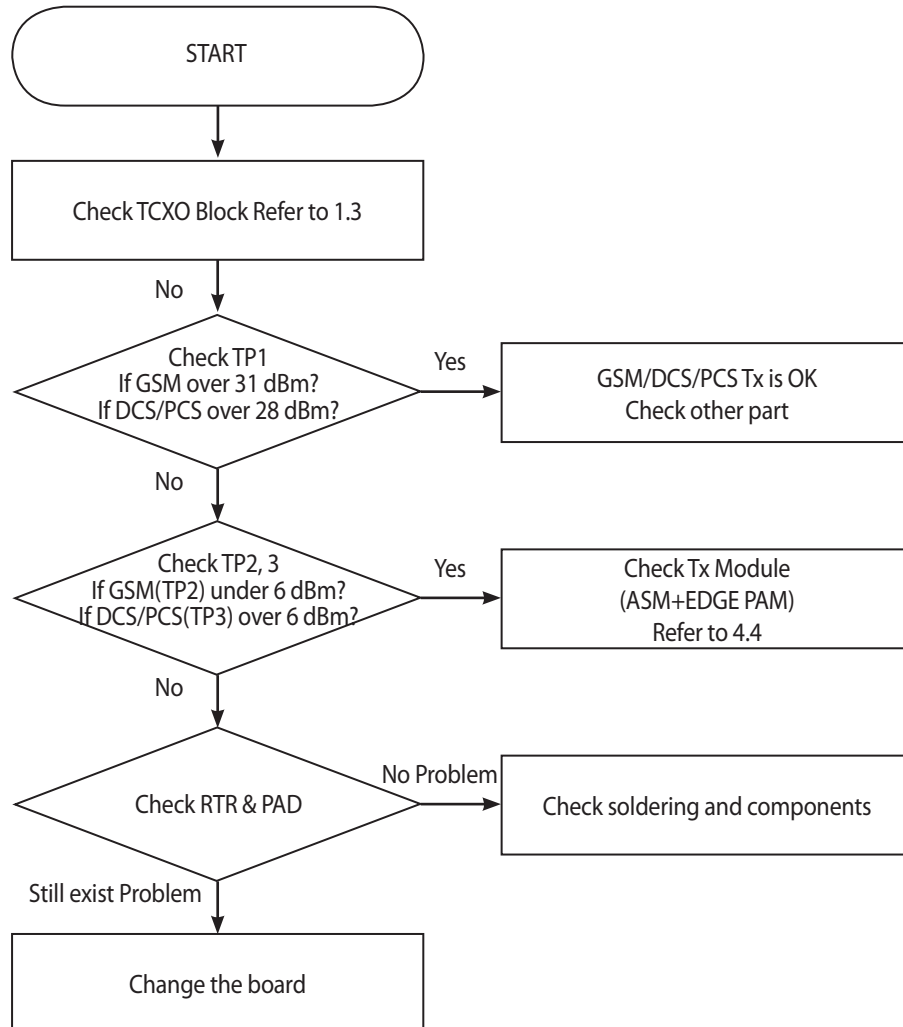 START
Check TCXO Block Refer to 1.3
No
Check TP1
If GSM over 31 dBm?
If DCS/PCS over 28 dBm?
Yes
GSM/DCS/PCS Tx is OK
Check other part
No
Check TP2, 3
If GSM(TP2) under 6 dBm?
If DCS/PCS(TP3) over 6 dBm?
Yes
Check Tx Module
(ASM+EDGE PAM)
Refer to 4.4
No
Check RTR & PAD
No Problem
Check soldering and components
Still exist Problem
Change the board